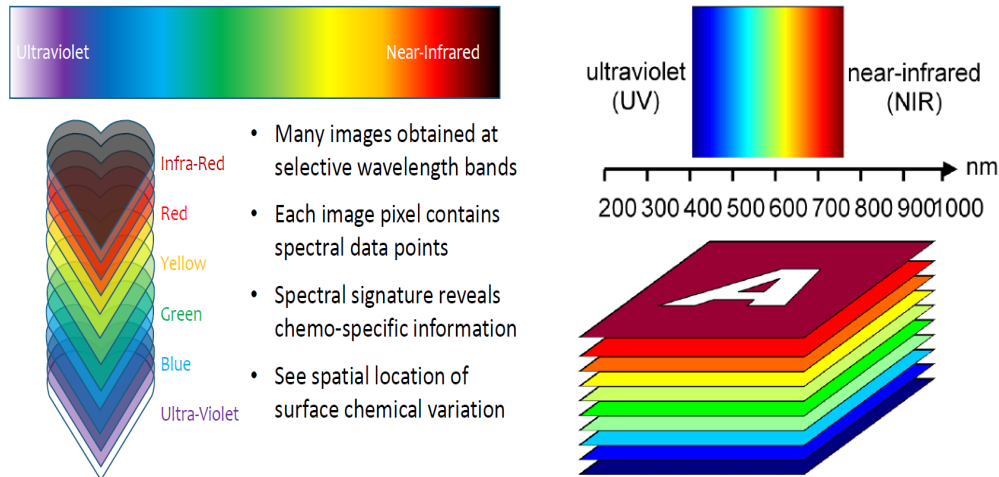 Ultraviolet Near-Infrared
Infra-Red
Red
Yellow
Green
Blue
Ultra-Violet
• Many images obtained at
selective wavelength bands
• Each image pixel contains
spectral data points
• Spectral signature reveals
chemo-specific information
• See spatial location of
surface chemical variation
ultraviolet
(UV)
near-infrared
(NIR)
nm
200 300 400 500 600 700 800 900 1000
A